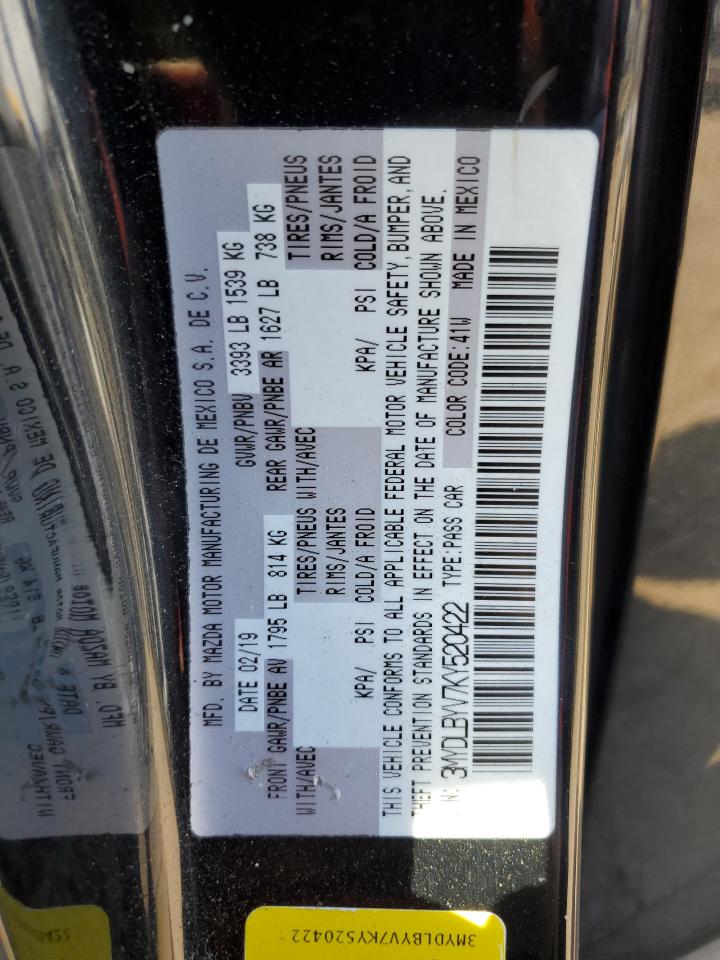 MFD. BY MAZDA MOTOR MANUFACTURING DE MEXICO S.A. DE C.V.
DATE 02/19 GVWR/PNBV 3393 LB 1539 KG
FRONT GAWR/PNBE AV 1795 LB 814 KG REAR GAWR/PNBE AR 1627 LB 738 KG
WITH/AVEC TIRES/PNEUS WITH/AVEC TIRES/PNEUS
RIMS/JANTES RIMS/JANTES
KPA/ PSI COLD/A FROID KPA/ PSI COLD/A FROID
THIS VEHICLE CONFORMS TO ALL APPLICABLE FEDERAL MOTOR VEHICLE SAFETY, BUMPER, AND
THEFT PREVENTION STANDARDS IN EFFECT ON THE DATE OF MANUFACTURE SHOWN ABOVE.
3MYDLBYV7KY520422 TYPE:PASS CAR COLOR CODE:41W MADE IN MEXICO
3MYDLBYV7KY520422